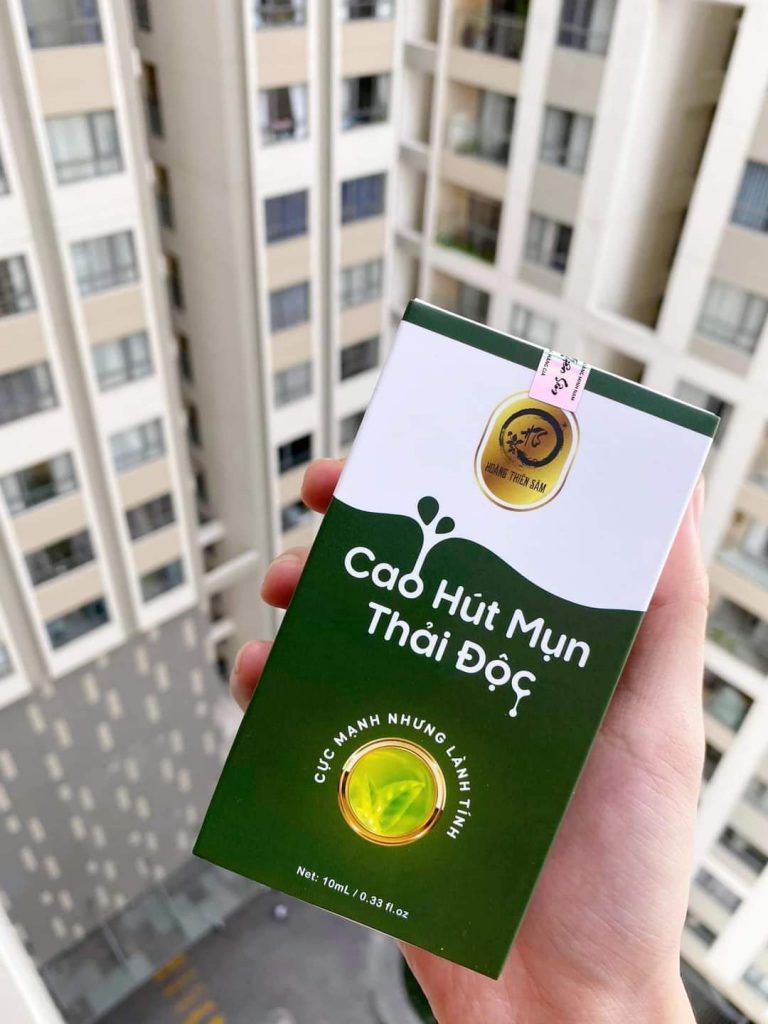 HOÀNG THIÊN SÂM
Cao Hút Mụn
Thải Độc
CỰC MẠNH NHƯNG LÀNH TÍNH
Net: 10mL / 0.33 fl.oz